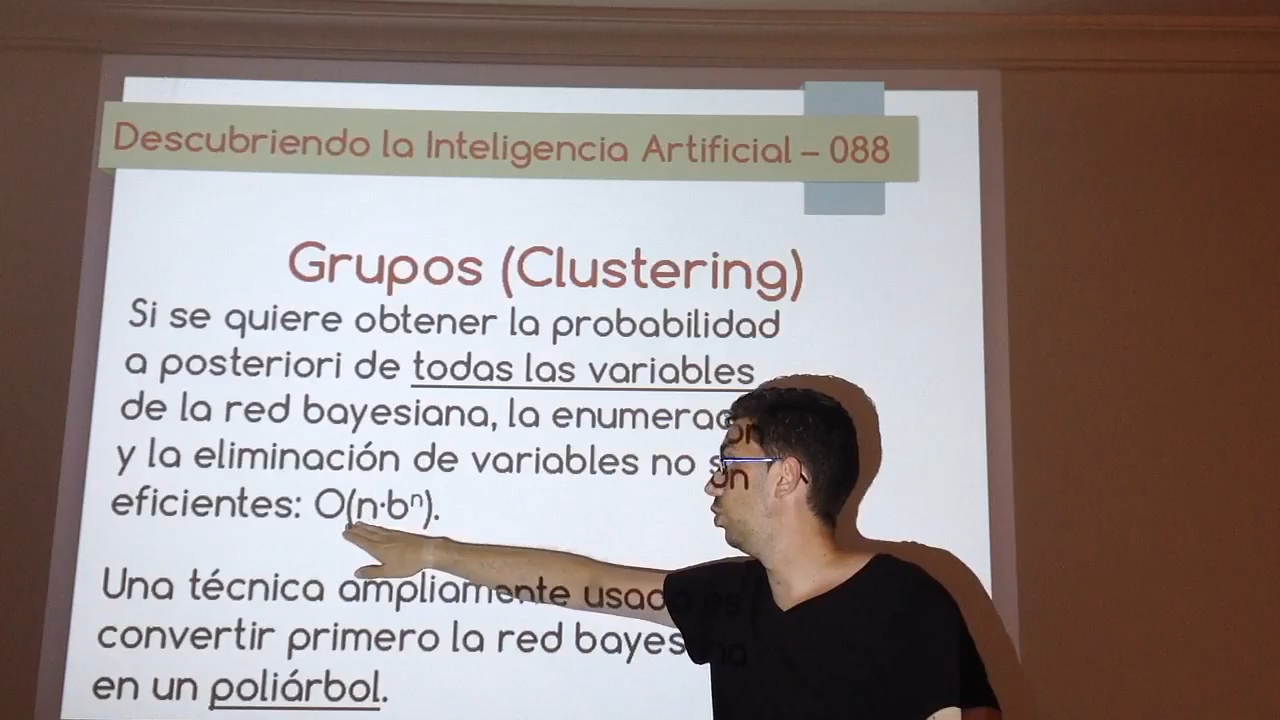 Descubriendo la Inteligencia Artificial – 088
Grupos (Clustering)
Si se quiere obtener la probabilidad
a posteriori de todas las variables
de la red bayesiana, la enumeración
y la eliminación de variables no son
eficientes: O(n·bⁿ).
Una técnica ampliamente usada es
convertir primero la red bayesiana
en un poliárbol.